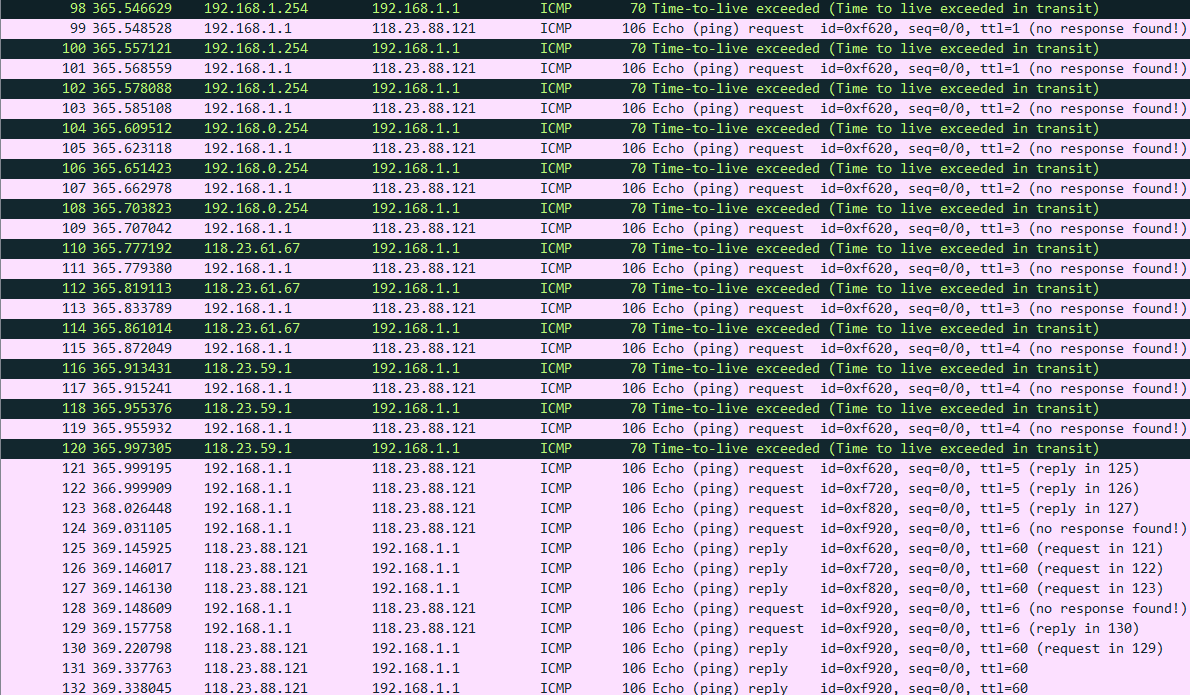 98 365.546629 192.168.1.254 192.168.1.1 ICMP 70 Time-to-live exceeded (Time to live exceeded in transit)
99 365.548528 192.168.1.1 118.23.88.121 ICMP 106 Echo (ping) request id=0xf620, seq=0/0, ttl=1 (no response found!)
100 365.557121 192.168.1.254 192.168.1.1 ICMP 70 Time-to-live exceeded (Time to live exceeded in transit)
101 365.568559 192.168.1.1 118.23.88.121 ICMP 106 Echo (ping) request id=0xf620, seq=0/0, ttl=1 (no response found!)
102 365.578088 192.168.1.254 192.168.1.1 ICMP 70 Time-to-live exceeded (Time to live exceeded in transit)
103 365.585108 192.168.1.1 118.23.88.121 ICMP 106 Echo (ping) request id=0xf620, seq=0/0, ttl=2 (no response found!)
104 365.609512 192.168.0.254 192.168.1.1 ICMP 70 Time-to-live exceeded (Time to live exceeded in transit)
105 365.623118 192.168.1.1 118.23.88.121 ICMP 106 Echo (ping) request id=0xf620, seq=0/0, ttl=2 (no response found!)
106 365.651423 192.168.0.254 192.168.1.1 ICMP 70 Time-to-live exceeded (Time to live exceeded in transit)
107 365.662978 192.168.1.1 118.23.88.121 ICMP 106 Echo (ping) request id=0xf620, seq=0/0, ttl=2 (no response found!)
108 365.703823 192.168.0.254 192.168.1.1 ICMP 70 Time-to-live exceeded (Time to live exceeded in transit)
109 365.707042 192.168.1.1 118.23.88.121 ICMP 106 Echo (ping) request id=0xf620, seq=0/0, ttl=3 (no response found!)
110 365.777192 118.23.61.67 192.168.1.1 ICMP 70 Time-to-live exceeded (Time to live exceeded in transit)
111 365.779380 192.168.1.1 118.23.88.121 ICMP 106 Echo (ping) request id=0xf620, seq=0/0, ttl=3 (no response found!)
112 365.819113 118.23.61.67 192.168.1.1 ICMP 70 Time-to-live exceeded (Time to live exceeded in transit)
113 365.833789 192.168.1.1 118.23.88.121 ICMP 106 Echo (ping) request id=0xf620, seq=0/0, ttl=3 (no response found!)
114 365.861014 118.23.61.67 192.168.1.1 ICMP 70 Time-to-live exceeded (Time to live exceeded in transit)
115 365.872049 192.168.1.1 118.23.88.121 ICMP 106 Echo (ping) request id=0xf620, seq=0/0, ttl=4 (no response found!)
116 365.913431 118.23.59.1 192.168.1.1 ICMP 70 Time-to-live exceeded (Time to live exceeded in transit)
117 365.915241 192.168.1.1 118.23.88.121 ICMP 106 Echo (ping) request id=0xf620, seq=0/0, ttl=4 (no response found!)
118 365.955376 118.23.59.1 192.168.1.1 ICMP 70 Time-to-live exceeded (Time to live exceeded in transit)
119 365.955932 192.168.1.1 118.23.88.121 ICMP 106 Echo (ping) request id=0xf620, seq=0/0, ttl=4 (no response found!)
120 365.997305 118.23.59.1 192.168.1.1 ICMP 70 Time-to-live exceeded (Time to live exceeded in transit)
121 365.999195 192.168.1.1 118.23.88.121 ICMP 106 Echo (ping) request id=0xf620, seq=0/0, ttl=5 (reply in 125)
122 366.999909 192.168.1.1 118.23.88.121 ICMP 106 Echo (ping) request id=0xf720, seq=0/0, ttl=5 (reply in 126)
123 368.026448 192.168.1.1 118.23.88.121 ICMP 106 Echo (ping) request id=0xf820, seq=0/0, ttl=5 (reply in 127)
124 369.031105 192.168.1.1 118.23.88.121 ICMP 106 Echo (ping) request id=0xf920, seq=0/0, ttl=6 (no response found!)
125 369.145925 118.23.88.121 192.168.1.1 ICMP 106 Echo (ping) reply id=0xf620, seq=0/0, ttl=60 (request in 121)
126 369.146017 118.23.88.121 192.168.1.1 ICMP 106 Echo (ping) reply id=0xf720, seq=0/0, ttl=60 (request in 122)
127 369.146130 118.23.88.121 192.168.1.1 ICMP 106 Echo (ping) reply id=0xf820, seq=0/0, ttl=60 (request in 123)
128 369.148609 192.168.1.1 118.23.88.121 ICMP 106 Echo (ping) request id=0xf920, seq=0/0, ttl=6 (no response found!)
129 369.157758 192.168.1.1 118.23.88.121 ICMP 106 Echo (ping) request id=0xf920, seq=0/0, ttl=6 (reply in 130)
130 369.220798 118.23.88.121 192.168.1.1 ICMP 106 Echo (ping) reply id=0xf920, seq=0/0, ttl=60 (request in 129)
131 369.337763 118.23.88.121 192.168.1.1 ICMP 106 Echo (ping) reply id=0xf920, seq=0/0, ttl=60
132 369.338045 118.23.88.121 192.168.1.1 ICMP 106 Echo (ping) reply id=0xf920, seq=0/0, ttl=60